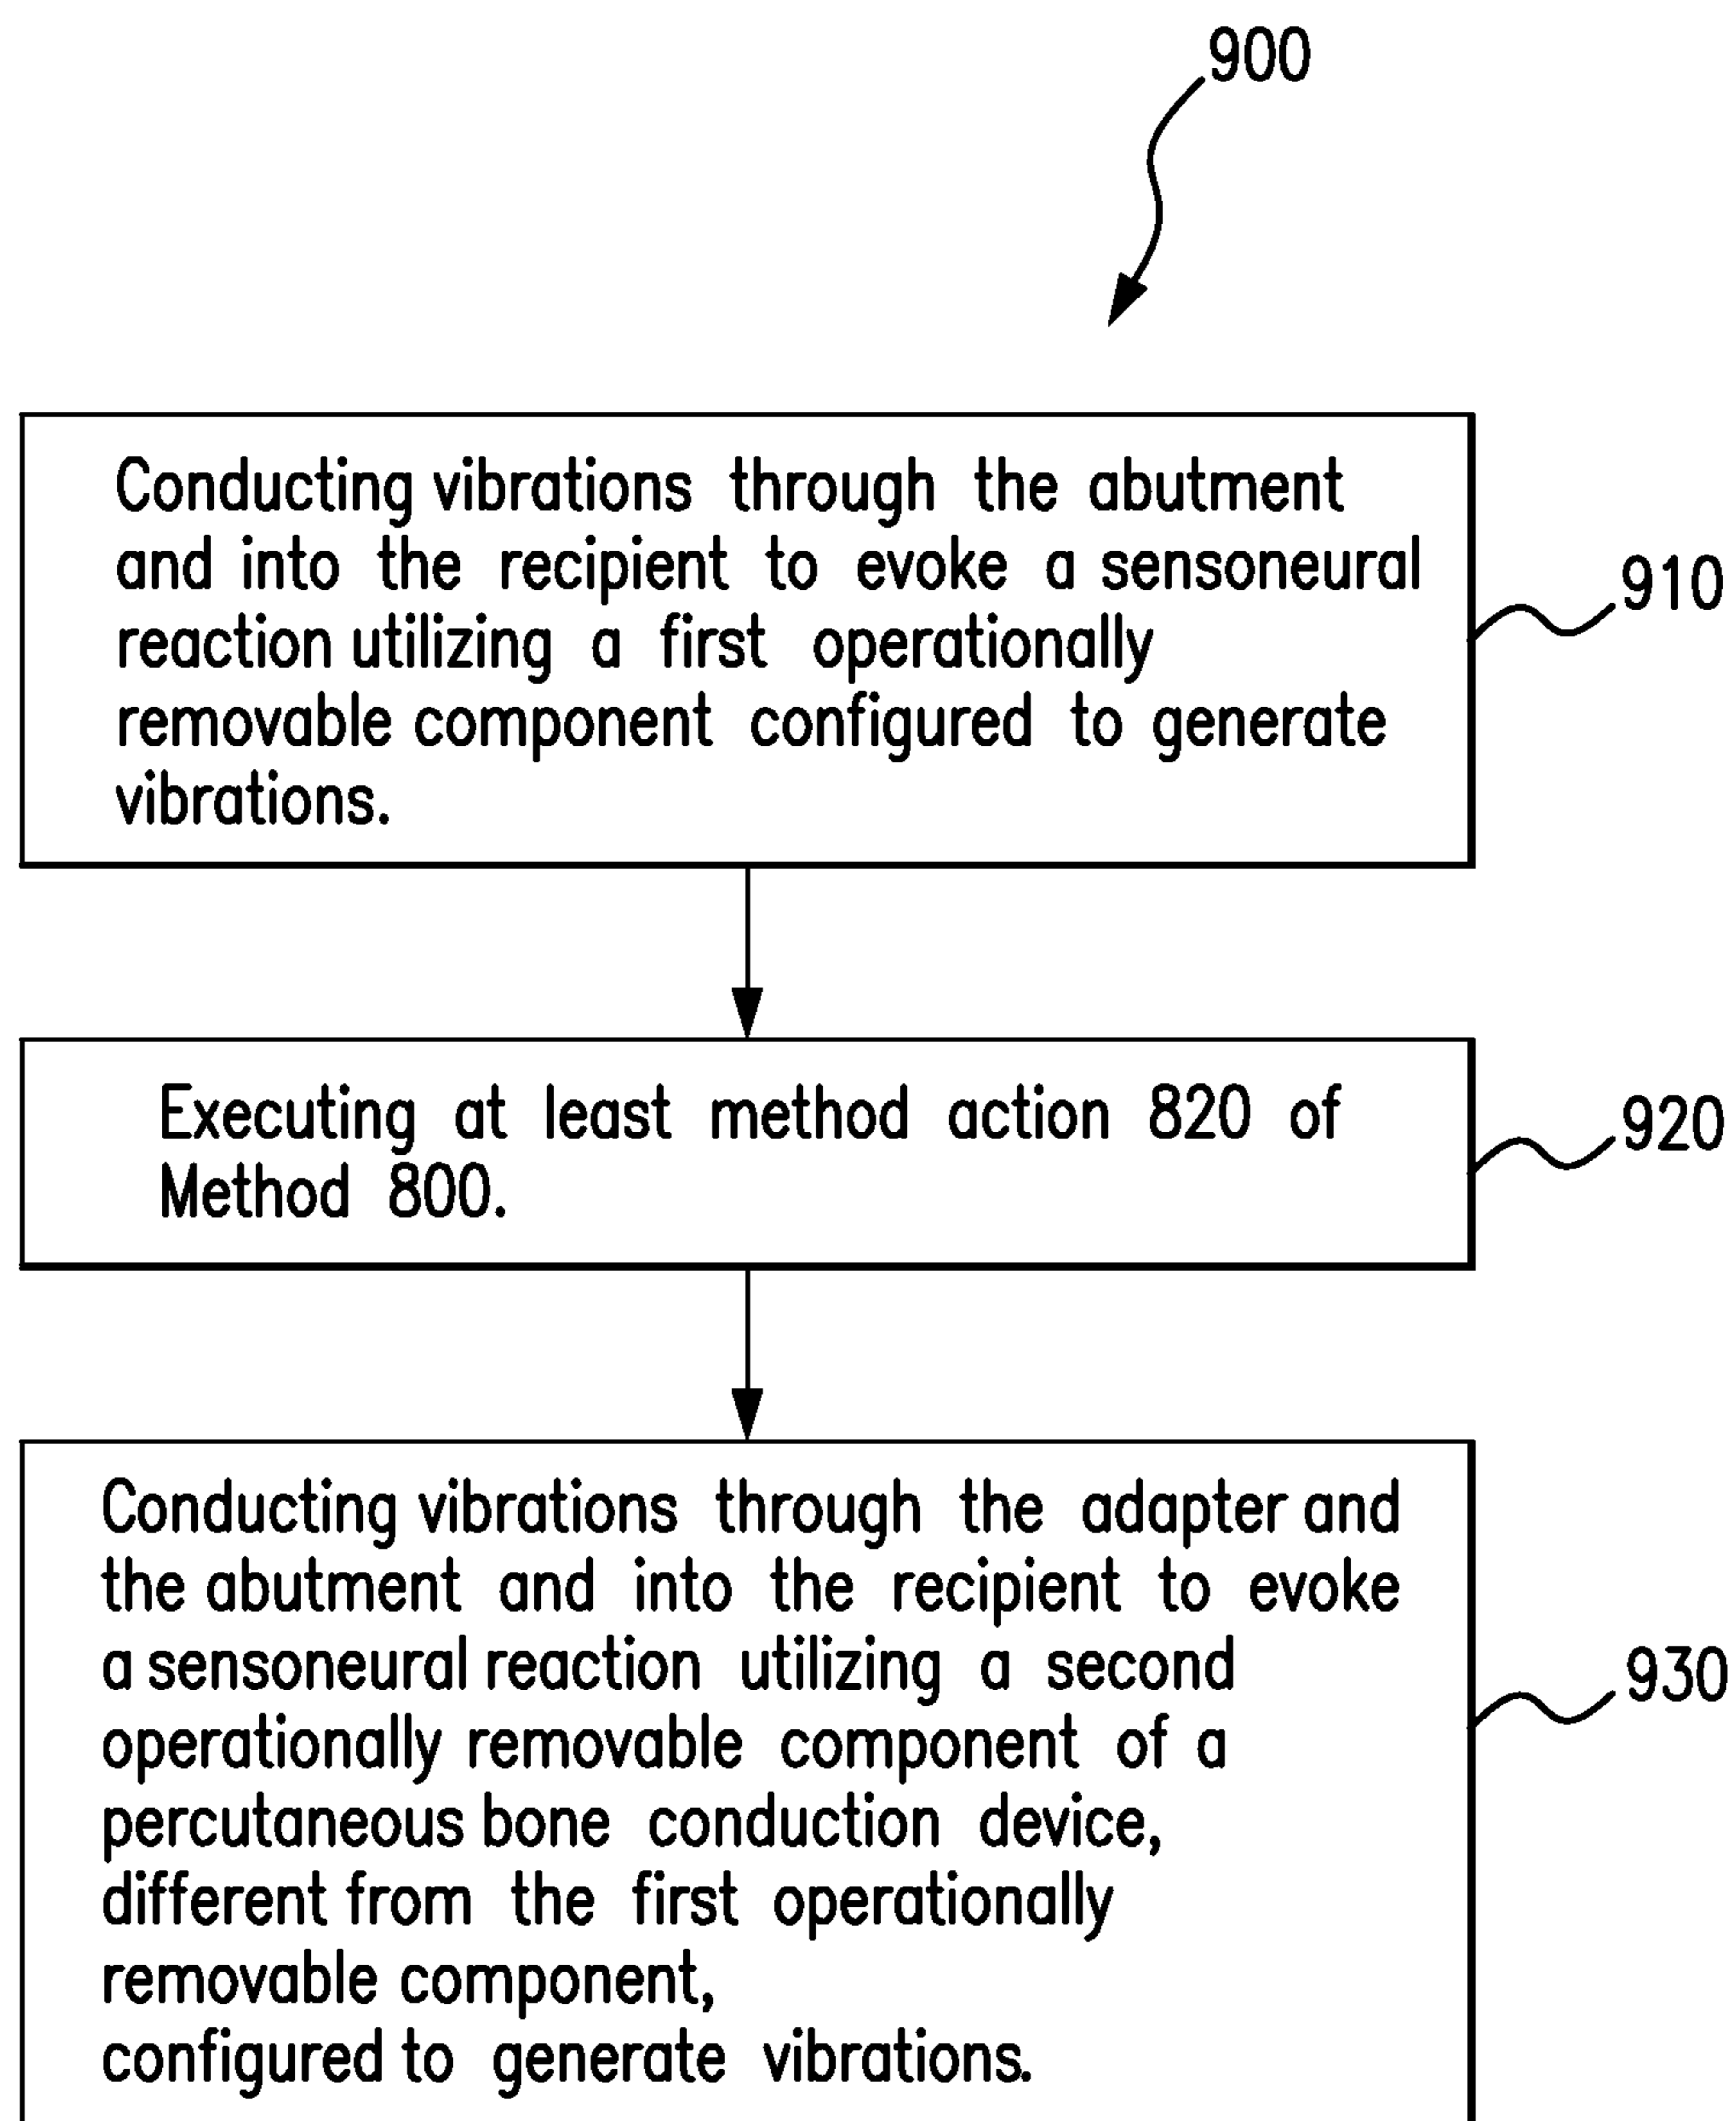 900
Conducting vibrations through the abutment
and into the recipient to evoke a sensoneural
reaction utilizing a first operationally
removable component configured to generate
vibrations.
910
Executing at least method action 820 of
Method 800.
920
Conducting vibrations through the adapter and
the abutment and into the recipient to evoke
a sensoneural reaction utilizing a second
operationally removable component of a
percutaneous bone conduction device,
different from the first operationally
removable component,
configured to generate vibrations.
930